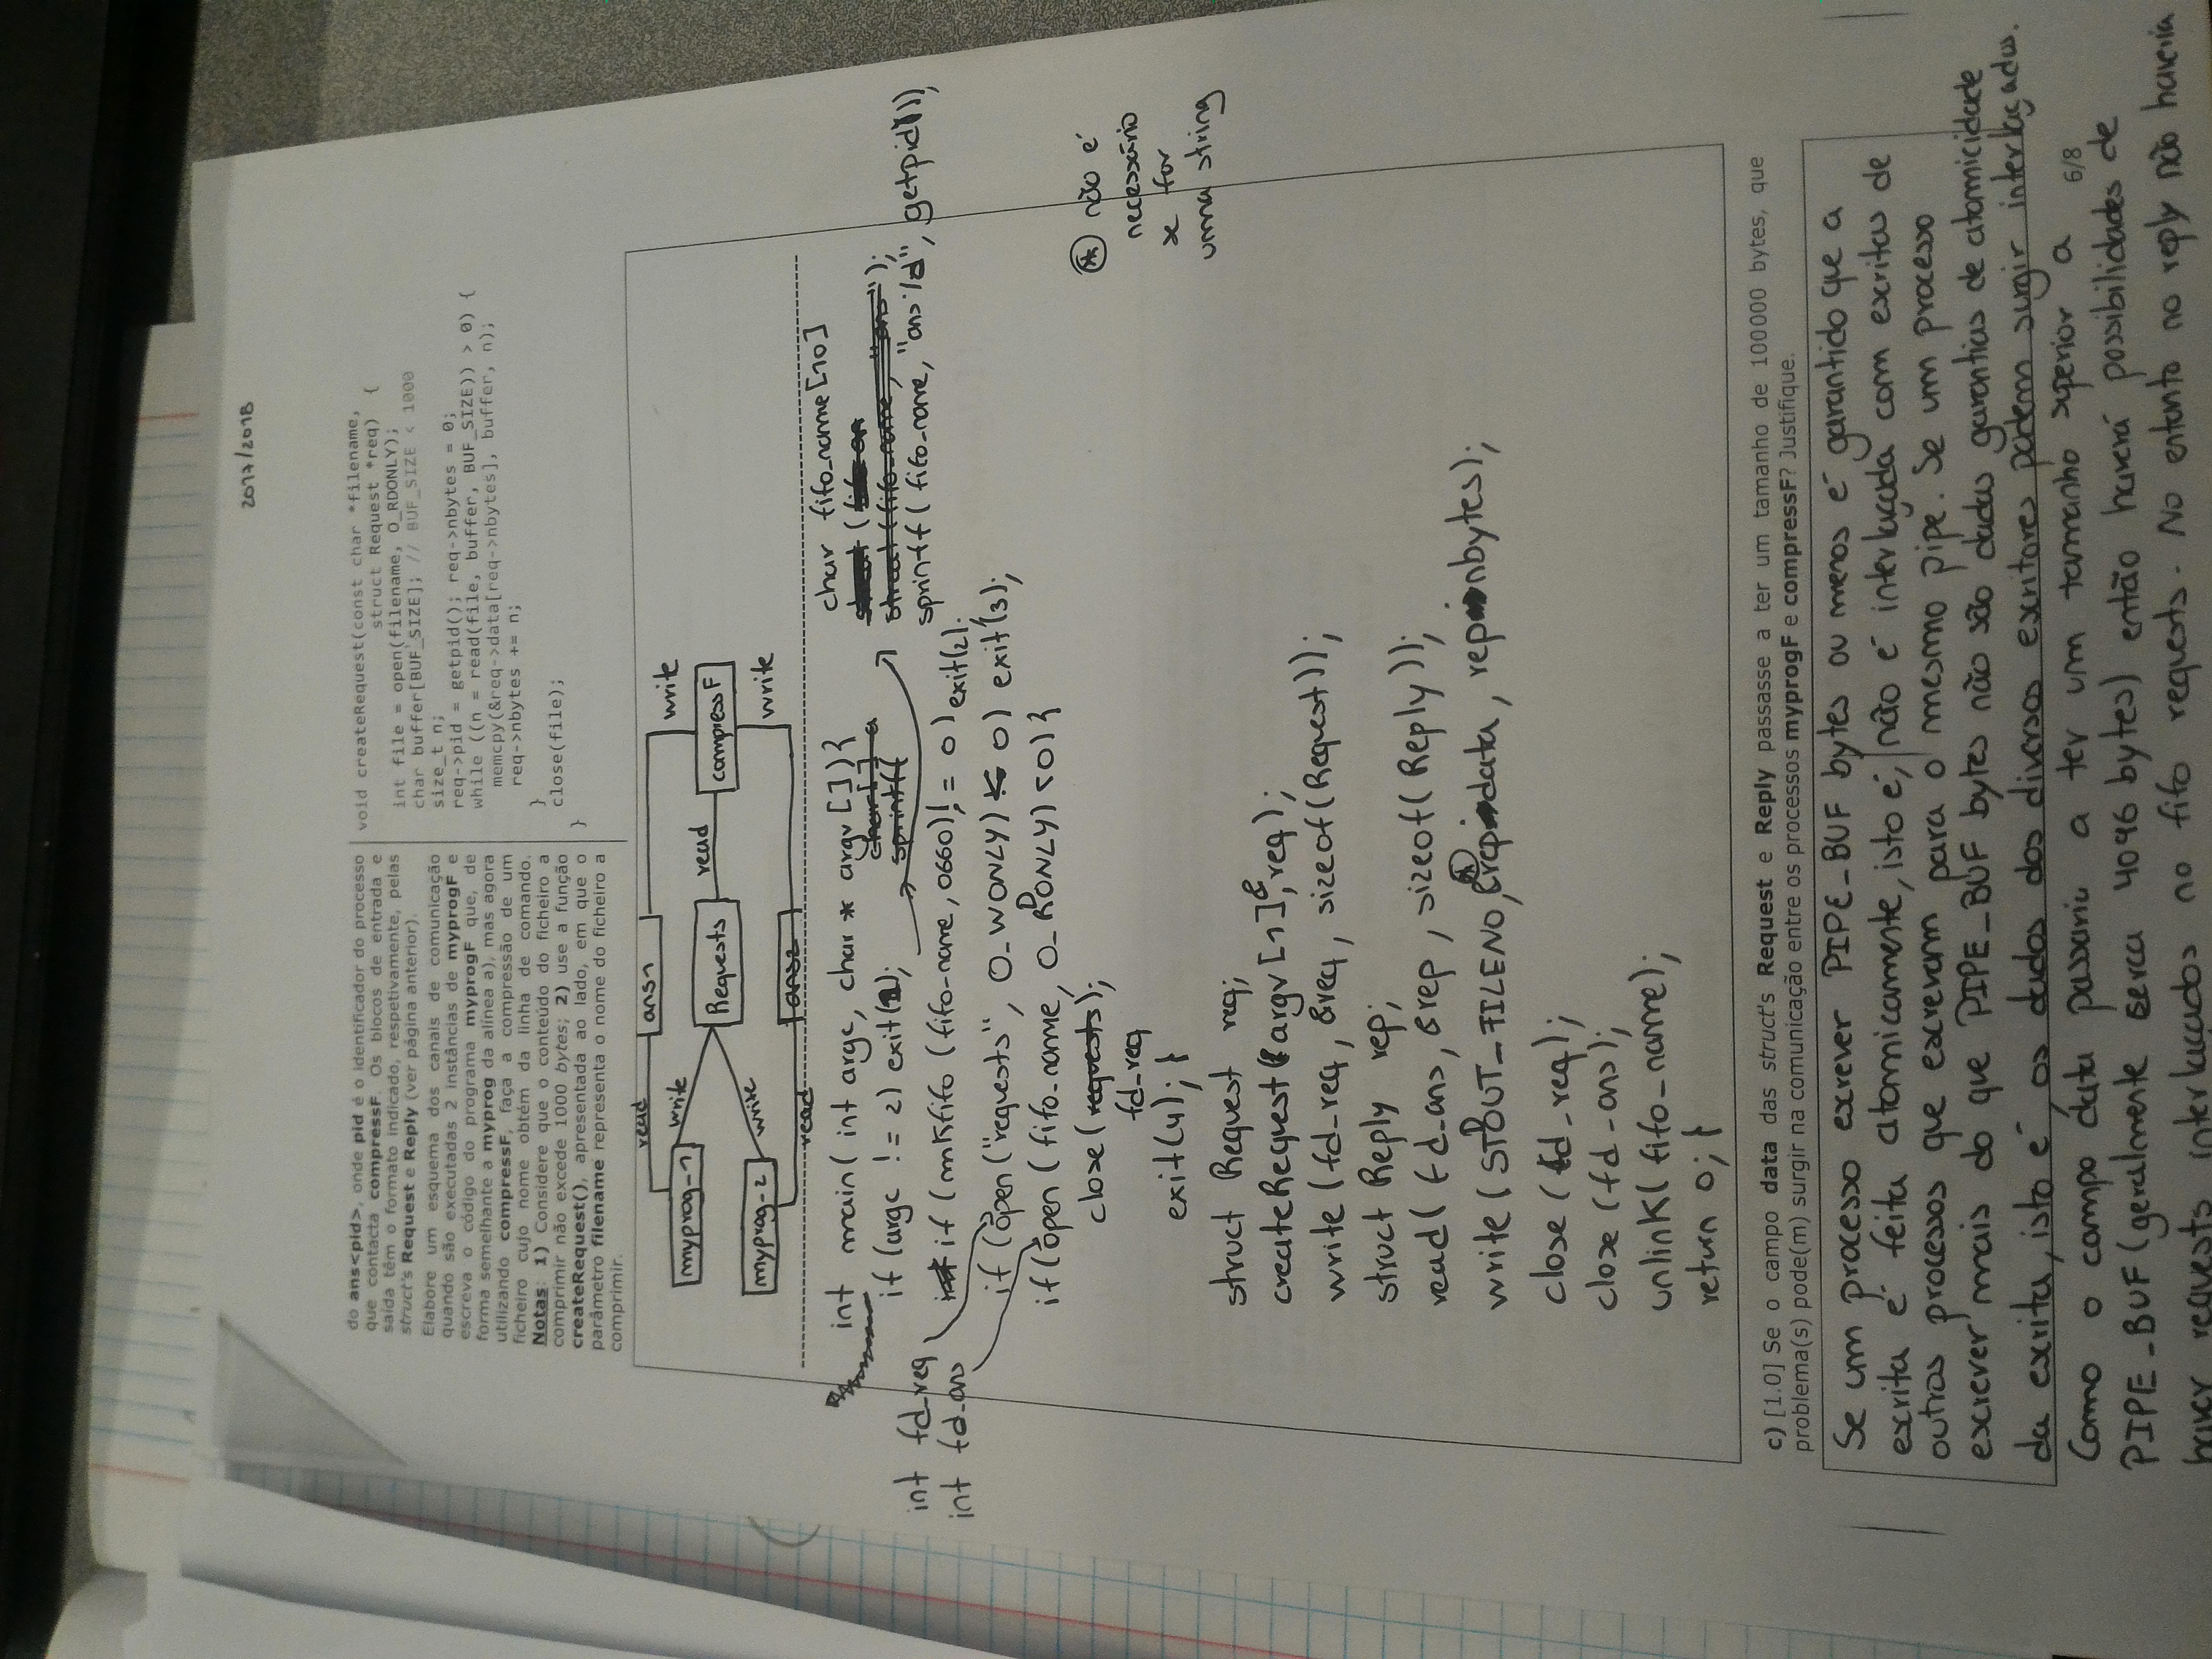 2017/2018
do ans<pid>, onde pid é o identificador do processo
que contacta compressF. Os blocos de entrada e
saída têm o formato indicado, respetivamente, pelas
struct's Request e Reply (ver página anterior).
Elabore um esquema dos canais de comunicação
quando são executadas 2 instâncias de myprogF e
escreva o código do programa myprogF que, de
forma semelhante a myprog da alínea a), mas agora
utilizando compressF, faça a compressão de um
ficheiro cujo nome obtém da linha de comando.
Notas: 1) Considere que o conteúdo do ficheiro a
comprimir não excede 1000 bytes; 2) use a função
createRequest(), apresentada ao lado, em que o
parâmetro filename representa o nome do ficheiro a
comprimir.
void createRequest(const char *filename,
struct Request *req) {
int file = open(filename, O_RDONLY);
char buffer[BUF_SIZE]; // BUF_SIZE < 1000
size_t n;
req->pid = getpid(); req->nbytes = 0;
while ((n = read(file, buffer, BUF_SIZE)) > 0) {
memcpy(&req->data[req->nbytes], buffer, n);
req->nbytes += n;
}
close(file);
}
read ans1
write
myprog-1 write
Requests read compressF
myprog-2 write
write
read ans2
int main( int argc, char * argv []){
char fifo_name[10]
if (argc != 2) exit(1);
char[] a
sprintf(
sprintf( fifo_name, "ans%d", getpid());
int fd_req
int fd_ans
if (mkfifo (fifo-name, 0660) != 0) exit(2);
if (open("requests", O_WONLY) < 0) exit(3);
if (open ( fifo_name, O_RDONLY) <0){
close (requests);
fd_req
exit(4); }
* não é
necessário
se for
uma string
struct Request req;
createRequest( argv [1], &req);
write (fd_req, &req, sizeof(Request));
struct Reply rep;
read( fd_ans, &rep, sizeof( Reply ));
write ( STDOUT_FILENO, &rep.data, rep.nbytes);
close ( fd_req);
close (fd-ans);
unlink( fifo_name);
return 0; }
c) [1.0] Se o campo data das struct's Request e Reply passasse a ter um tamanho de 100000 bytes, que
problema(s) pode(m) surgir na comunicação entre os processos myprogF e compressF? Justifique.
Se um processo escrever PIPE_BUF bytes ou menos é garantido que a
escrita é feita atomicamente, isto é, não é interlaçada com escritas de
outros processos que escrevam para o mesmo pipe. Se um processo
escrever mais do que PIPE_BUF bytes não são dadas garantias de atomicidade
da escrita, isto é, os dados dos diversos escritores podem surgir interlaçados.
Como o campo data passaria a ter um tamanho superior a
6/8
PIPE_BUF (geralmente serca 4096 bytes) então haverá possibilidades de
haver requests interlaçados no fifo requests. No entanto no reply não haveria